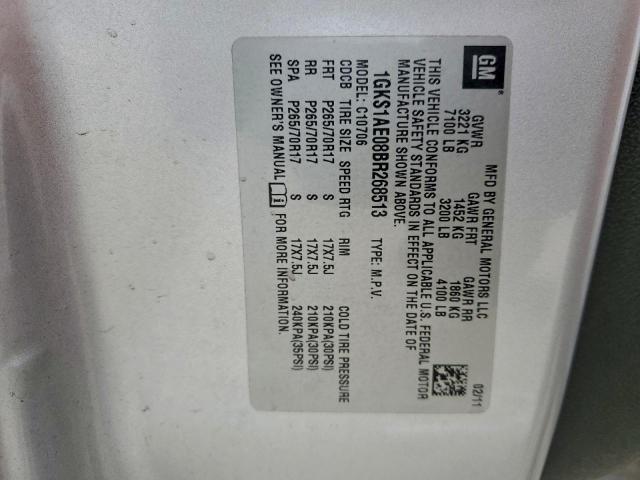 GM®
MFD BY GENERAL MOTORS LLC 02/11
GVWR GAWR FRT GAWR RR
3221 KG 1452 KG 1860 KG
7100 LB 3200 LB 4100 LB
THIS VEHICLE CONFORMS TO ALL APPLICABLE U.S. FEDERAL MOTOR
VEHICLE SAFETY STANDARDS IN EFFECT ON THE DATE OF
MANUFACTURE SHOWN ABOVE.
1GKS1AE08BR268513 TYPE: M.P.V.
MODEL: C10706
CDCB TIRE SIZE SPEED RTG RIM COLD TIRE PRESSURE
FRT P265/70R17 S 17X7.5J 210KPA(30PSI)
RR P265/70R17 S 17X7.5J 210KPA(30PSI)
SPA P265/70R17 S 17X7.5J 240KPA(35PSI)
SEE OWNER'S MANUAL FOR MORE INFORMATION.